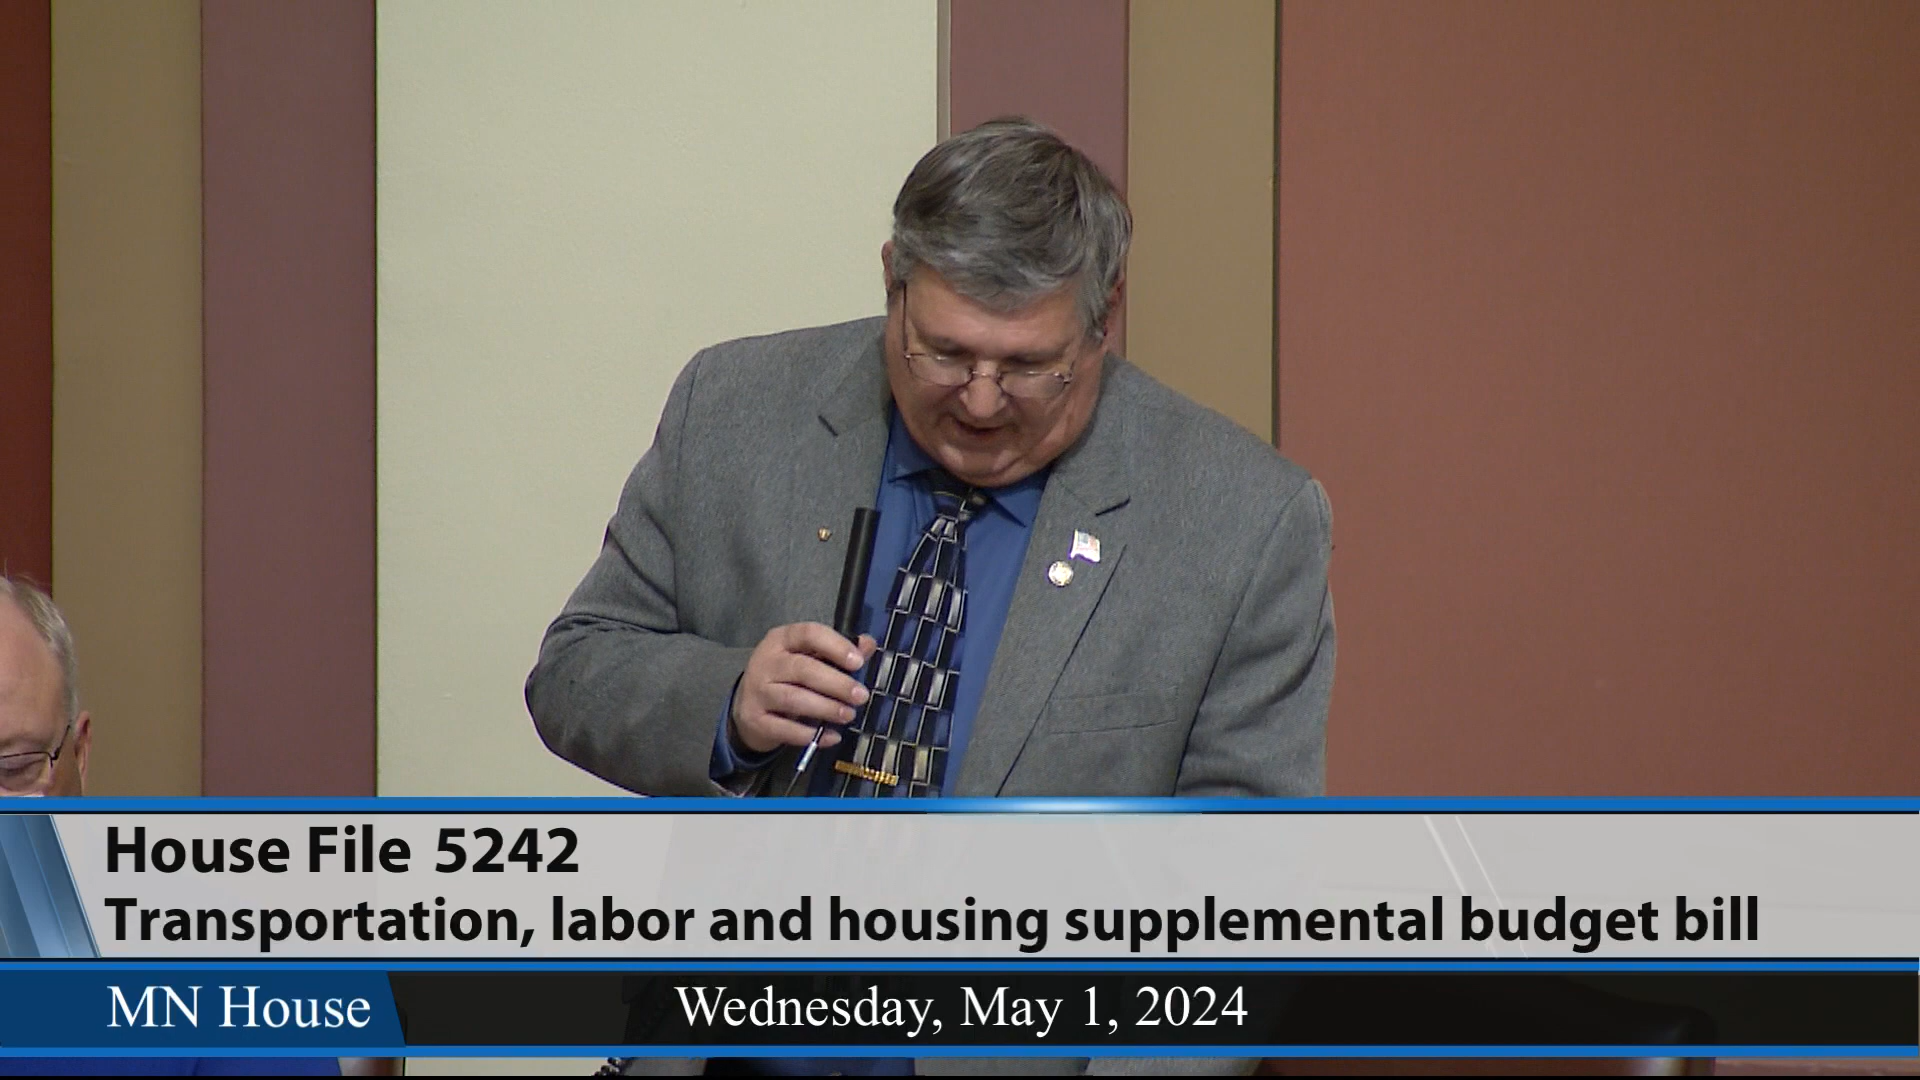 House File 5242
Transportation, labor and housing supplemental budget bill
MN House
Wednesday, May 1, 2024